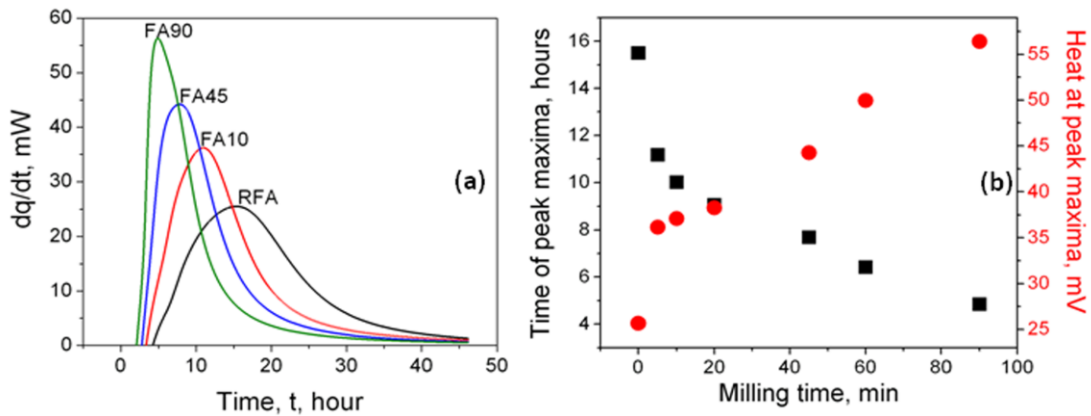 60
50
40
30
20
10
0
dq/dt, mW
FA90
FA45
FA10
RFA
(a)
0 10 20 30 40 50
Time, t, hour
16
14
12
10
8
6
4
Time of peak maxima, hours
(b)
55
50
45
40
35
30
25
Heat at peak maxima, mV
0 20 40 60 80 100
Milling time, min